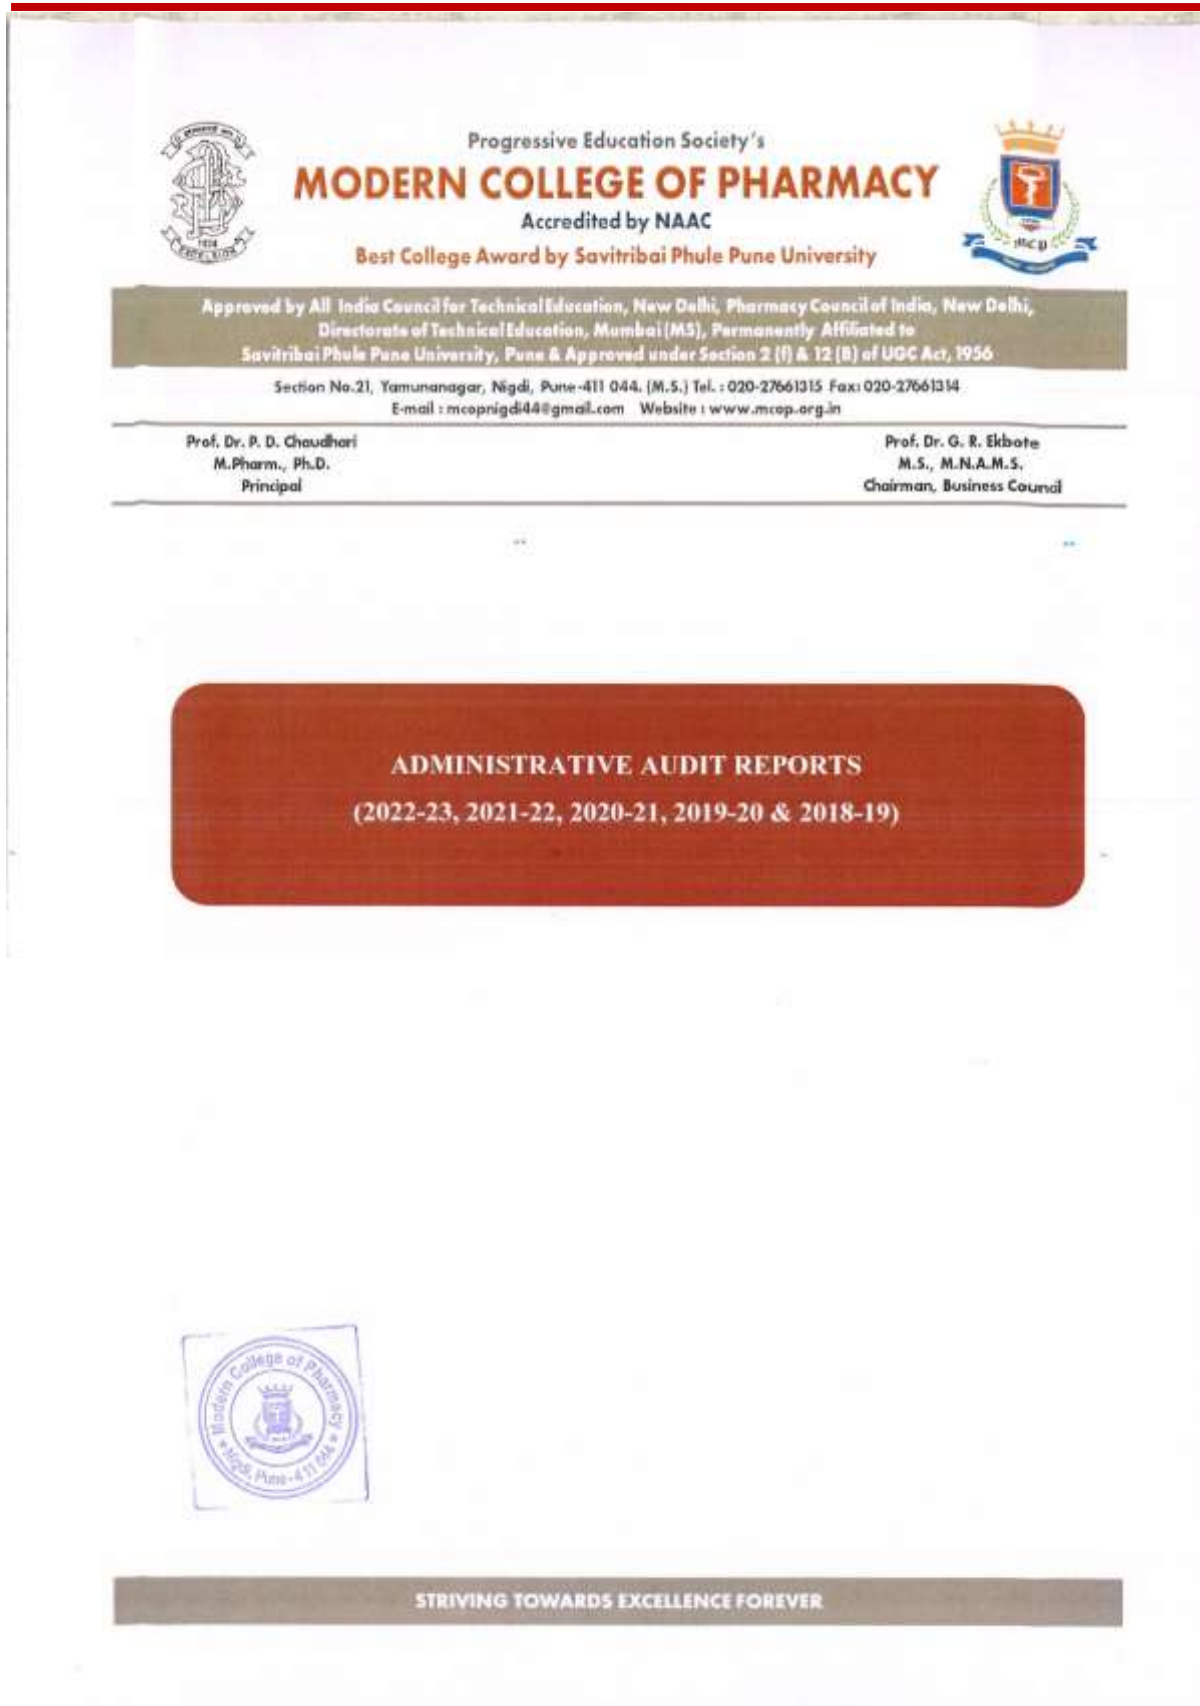 Progressive Education Society's
MODERN COLLEGE OF PHARMACY
Accredited by NAAC
Best College Award by Savitribai Phule Pune University
1934
mcp
Approved by All India Council for Technical Education, New Delhi, Pharmacy Council of India, New Delhi,
Directorate of Technical Education, Mumbai (MS), Permanently Affiliated to
Savitribai Phule Pune University, Pune & Approved under Section 2 (f) & 12 (B) of UGC Act, 1956
Section No.21, Yamunanagar, Nigdi, Pune-411 044. (M.S.) Tel. : 020-27661315 Fax: 020-27661314
E-mail : mcopnigdi44@gmail.com Website : www.mcop.org.in
Prof. Dr. P. D. Chaudhari
M.Pharm., Ph.D.
Principal
Prof. Dr. G. R. Ekbote
M.S., M.N.A.M.S.
Chairman, Business Council
ADMINISTRATIVE AUDIT REPORTS
(2022-23, 2021-22, 2020-21, 2019-20 & 2018-19)
Modern College of Pharmacy
Nigdi, Pune-411 044
STRIVING TOWARDS EXCELLENCE FOREVER